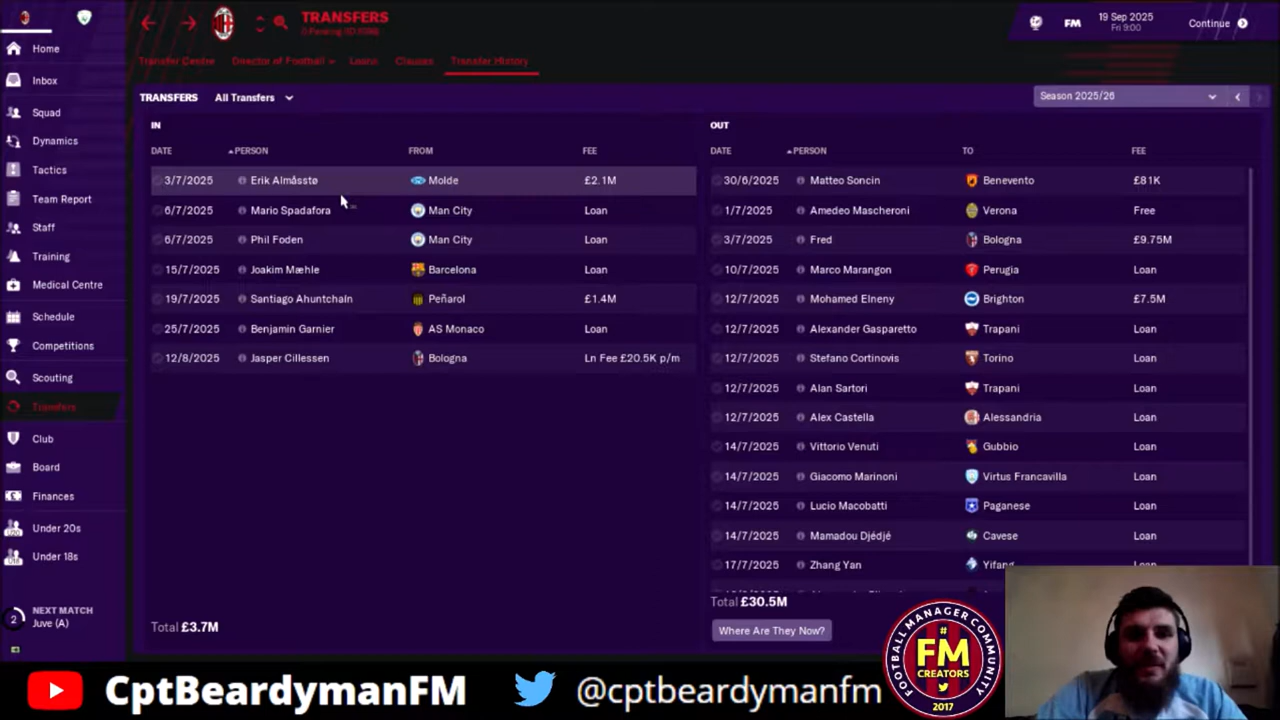 TRANSFERS
19 Sep 2025
Fri 9:00
FM
Continue
Home
Inbox
Squad
Dynamics
Tactics
Team Report
Staff
Training
Medical Centre
Schedule
Competitions
Scouting
Transfers
Club
Board
Finances
Under 20s
Under 18s
2
NEXT MATCH
Juve (A)
Transfer Centre Director of Football Loans Clauses Transfer History
TRANSFERS All Transfers
Season 2025/26
IN
DATE PERSON FROM FEE
3/7/2025 Erik Almåsstø Molde £2.1M
6/7/2025 Mario Spadafora Man City Loan
6/7/2025 Phil Foden Man City Loan
15/7/2025 Joakim Mæhle Barcelona Loan
19/7/2025 Santiago Ahuntchaín Peñarol £1.4M
25/7/2025 Benjamin Garnier AS Monaco Loan
12/8/2025 Jasper Cillessen Bologna Ln Fee £20.5K p/m
Total £3.7M
OUT
DATE PERSON TO FEE
30/6/2025 Matteo Soncin Benevento £81K
1/7/2025 Amedeo Mascheroni Verona Free
3/7/2025 Fred Bologna £9.75M
10/7/2025 Marco Marangon Perugia Loan
12/7/2025 Mohamed Elneny Brighton £7.5M
12/7/2025 Alexander Gasparetto Trapani Loan
12/7/2025 Stefano Cortinovis Torino Loan
12/7/2025 Alan Sartori Trapani Loan
12/7/2025 Alex Castella Alessandria Loan
14/7/2025 Vittorio Venuti Gubbio Loan
14/7/2025 Giacomo Marinoni Virtus Francavilla Loan
14/7/2025 Lucio Macobatti Paganese Loan
14/7/2025 Mamadou Djédjé Cavese Loan
17/7/2025 Zhang Yan Yifang Loan
Total £30.5M
Where Are They Now?
CptBeardymanFM
@cptbeardymanfm
FOOTBALL MANAGER COMMUNITY
#
FM
CREATORS
2017